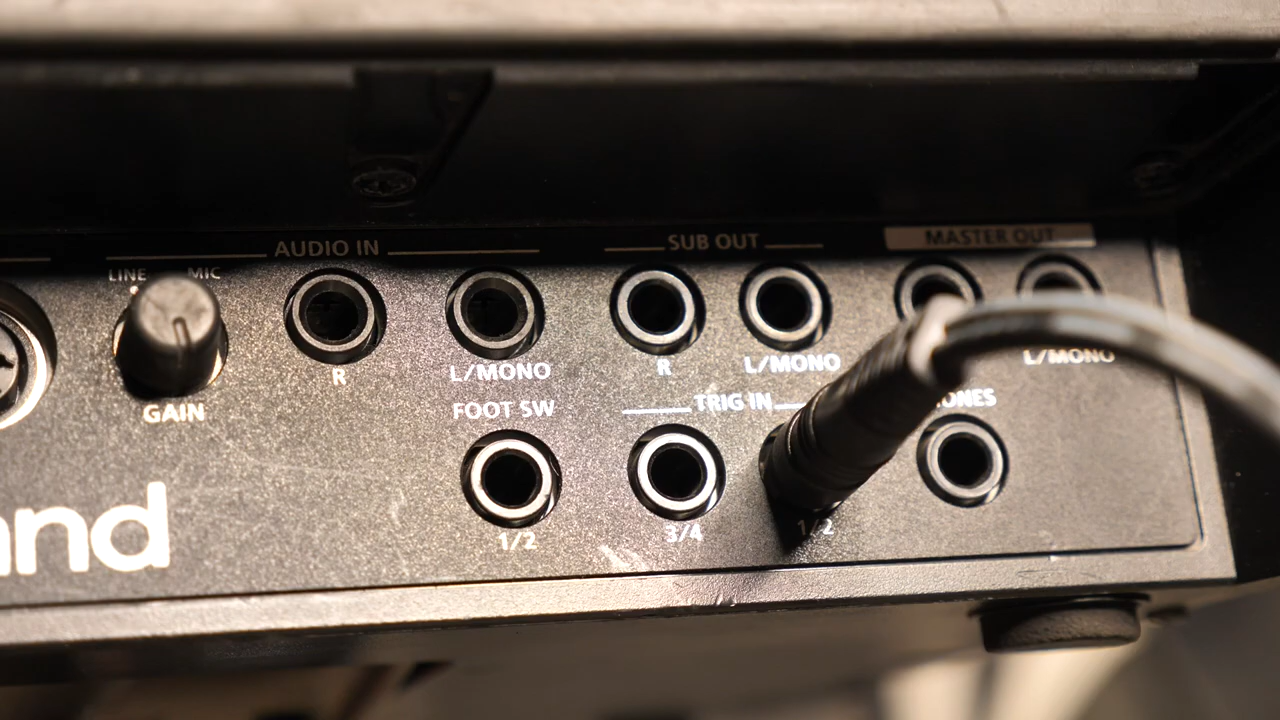 AUDIO IN
SUB OUT
MASTER OUT
LINE
MIC
R
L/MONO
R
L/MONO
L/MONO
GAIN
FOOT SW
TRIG IN
ONES
1/2
3/4
1/2
and